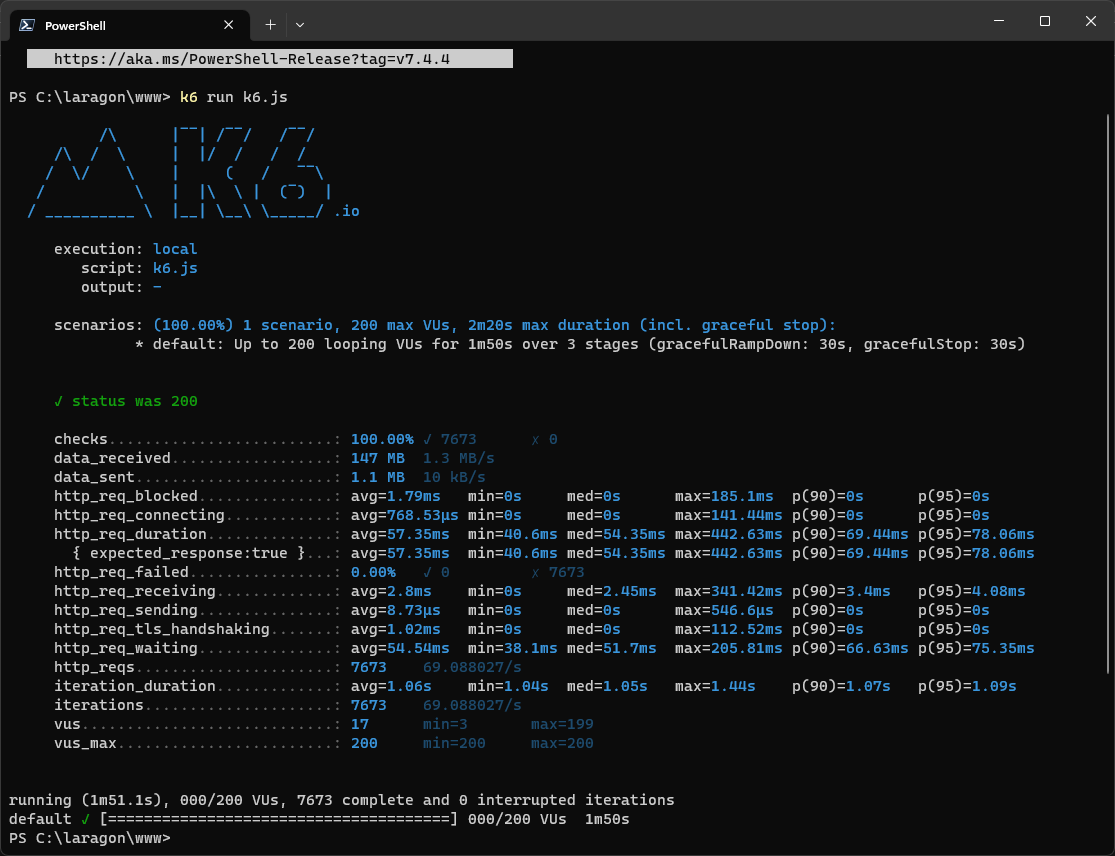 PowerShell
https://aka.ms/PowerShell-Release?tag=v7.4.4
PS C:\laragon\www> k6 run k6.js
         /\      |‾‾| /‾‾/   /‾‾/
    /\  /  \     |  |/  /   /  /
   /  \/    \    |     (   /   ‾‾\
  /          \   |  |\  \ |  (‾)  |
 / __________ \  |__| \__\ \_____/ .io
execution: local
script: k6.js
output: -
scenarios: (100.00%) 1 scenario, 200 max VUs, 2m20s max duration (incl. graceful stop):
* default: Up to 200 looping VUs for 1m50s over 3 stages (gracefulRampDown: 30s, gracefulStop: 30s)
✓ status was 200
checks.........................: 100.00% ✓ 7673      ✗ 0
data_received..................: 147 MB  1.3 MB/s
data_sent......................: 1.1 MB  10 kB/s
http_req_blocked...............: avg=1.79ms   min=0s      med=0s      max=185.1ms  p(90)=0s      p(95)=0s
http_req_connecting............: avg=768.53µs min=0s      med=0s      max=141.44ms p(90)=0s      p(95)=0s
http_req_duration..............: avg=57.35ms  min=40.6ms med=54.35ms max=442.63ms p(90)=69.44ms p(95)=78.06ms
{ expected_response:true }...: avg=57.35ms  min=40.6ms med=54.35ms max=442.63ms p(90)=69.44ms p(95)=78.06ms
http_req_failed................: 0.00%   ✓ 0         ✗ 7673
http_req_receiving.............: avg=2.8ms    min=0s      med=2.45ms  max=341.42ms p(90)=3.4ms   p(95)=4.08ms
http_req_sending...............: avg=8.73µs   min=0s      med=0s      max=546.6µs  p(90)=0s      p(95)=0s
http_req_tls_handshaking.......: avg=1.02ms   min=0s      med=0s      max=112.52ms p(90)=0s      p(95)=0s
http_req_waiting...............: avg=54.54ms  min=38.1ms med=51.7ms  max=205.81ms p(90)=66.63ms p(95)=75.35ms
http_reqs......................: 7673    69.088027/s
iteration_duration.............: avg=1.06s    min=1.04s  med=1.05s   max=1.44s    p(90)=1.07s   p(95)=1.09s
iterations.....................: 7673    69.088027/s
vus............................: 17      min=3       max=199
vus_max........................: 200     min=200     max=200
running (1m51.1s), 000/200 VUs, 7673 complete and 0 interrupted iterations
default ✓ [======================================] 000/200 VUs  1m50s
PS C:\laragon\www>